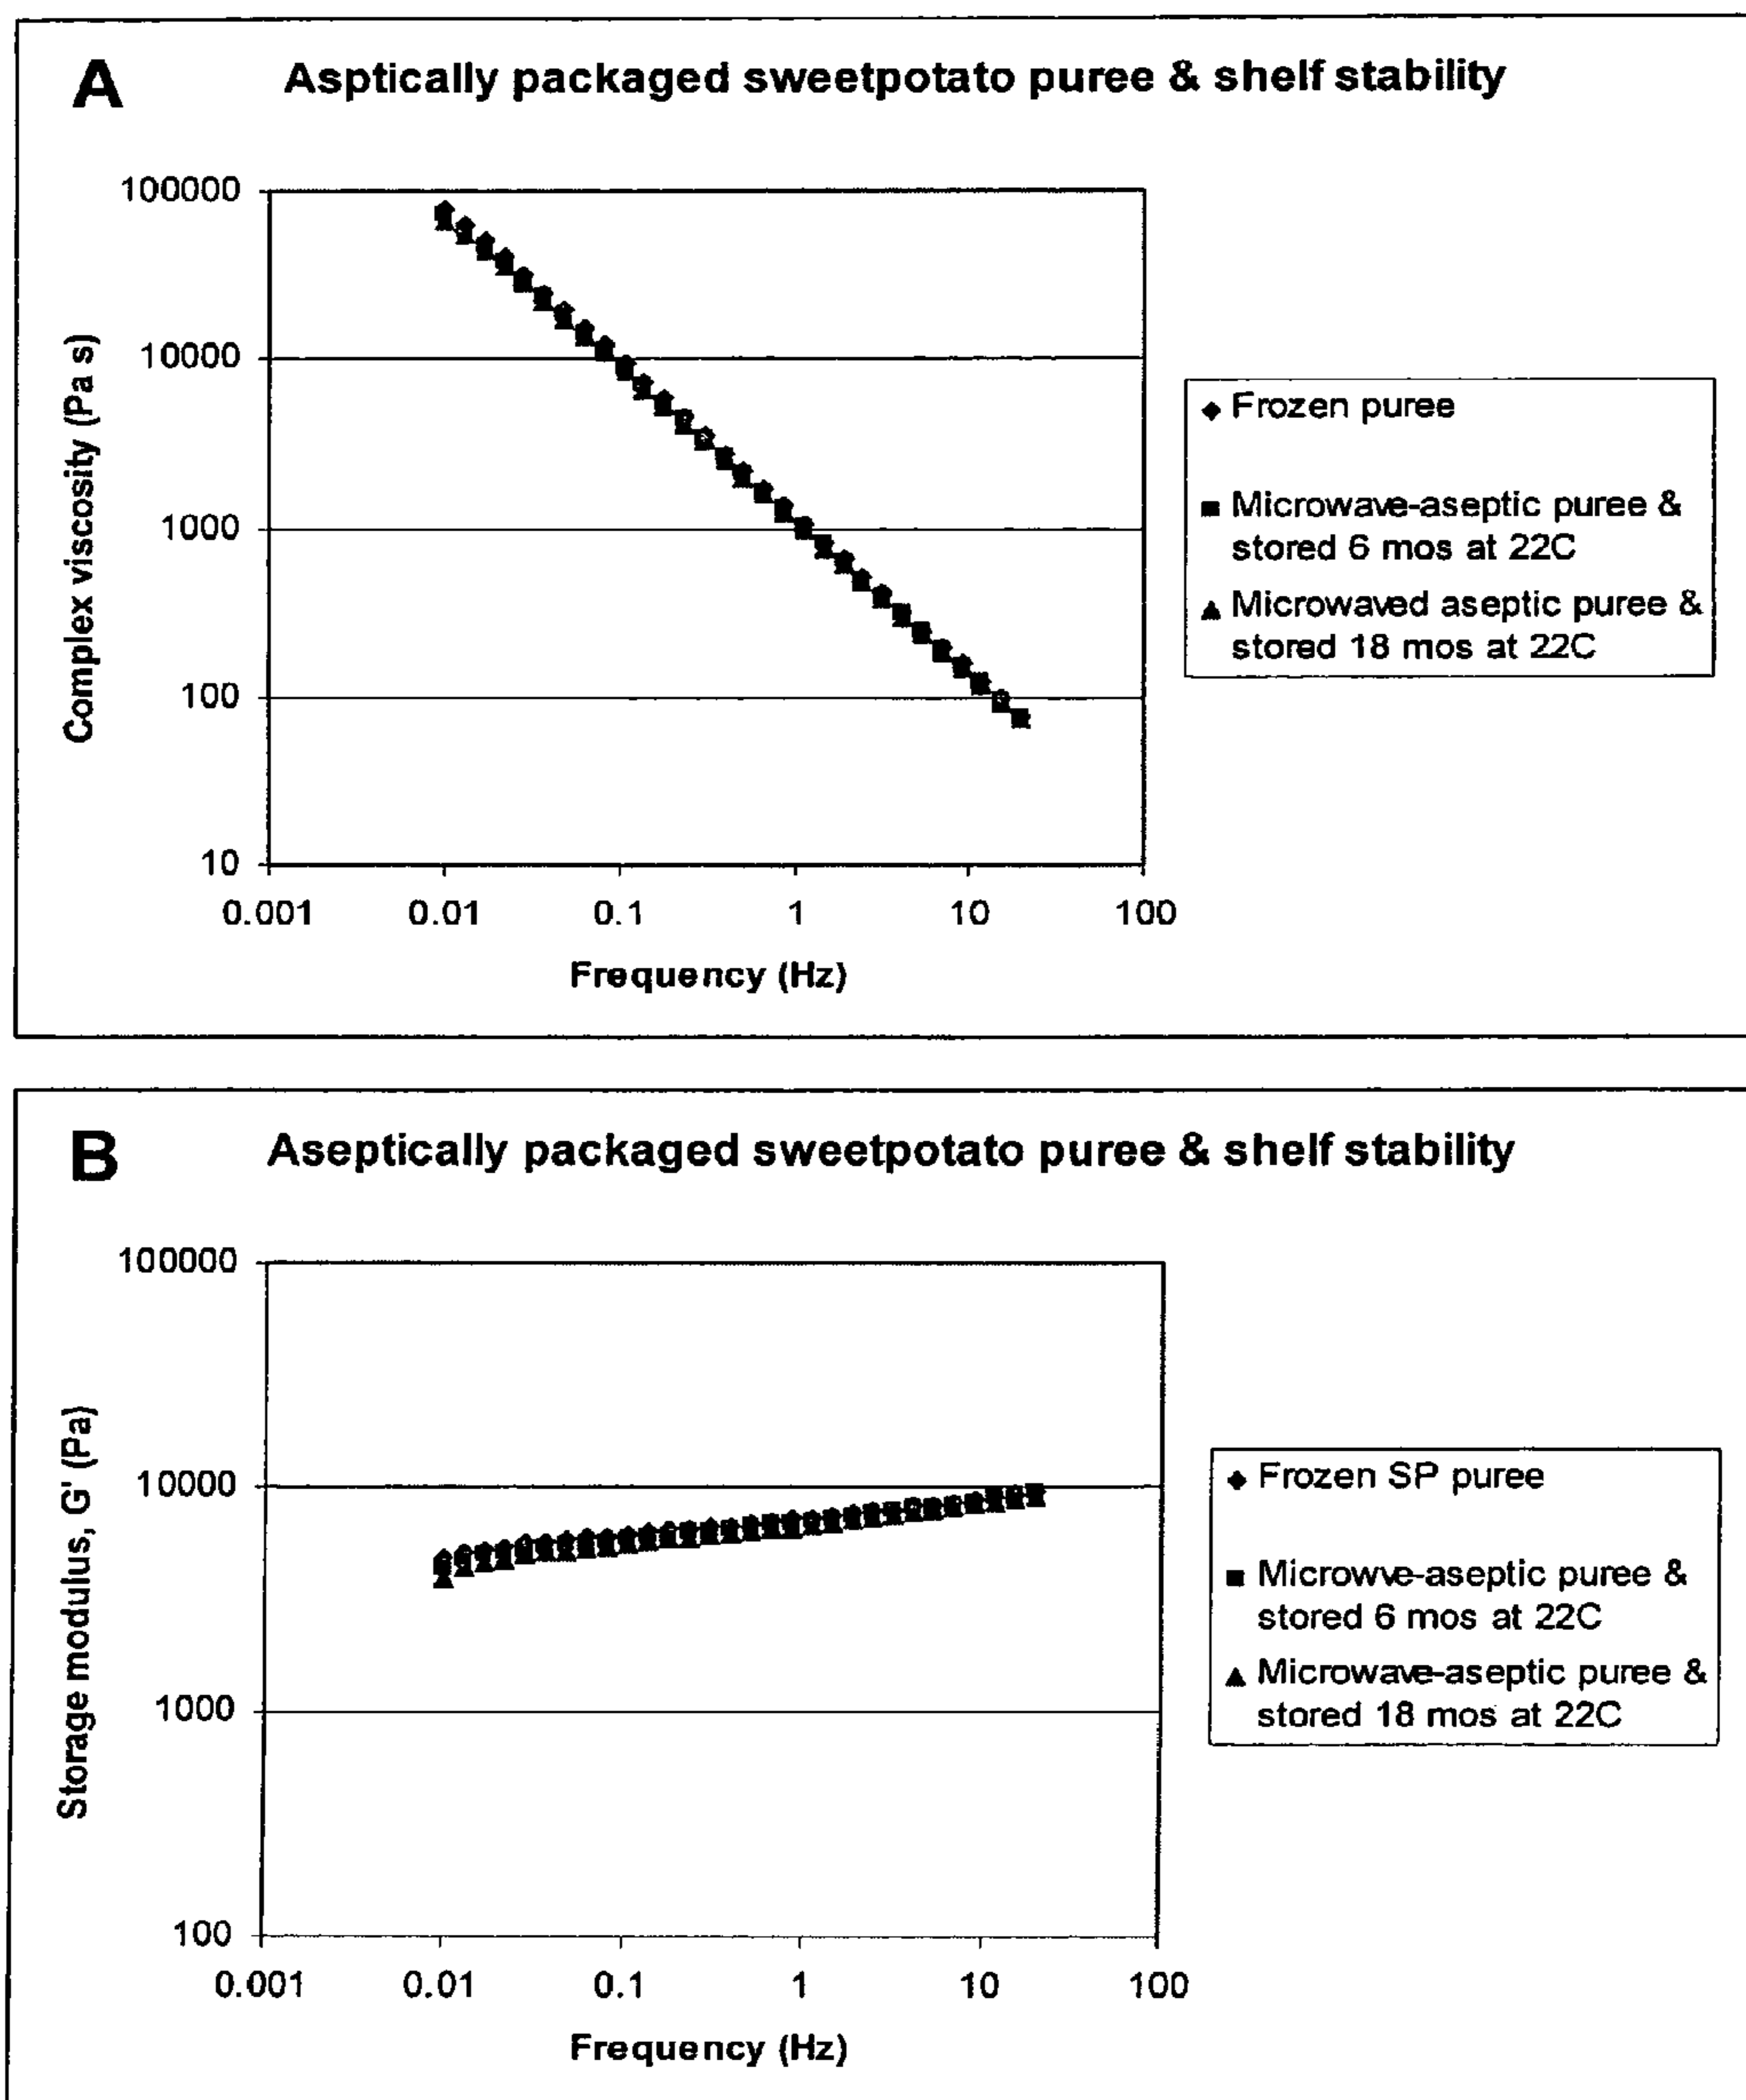 A
Asptically packaged sweetpotato puree & shelf stability
100000
10000
1000
100
10
Complex viscosity (Pa s)
0.001 0.01 0.1 1 10 100
Frequency (Hz)
Frozen puree
Microwave-aseptic puree &
stored 6 mos at 22C
Microwaved aseptic puree &
stored 18 mos at 22C
B
Aseptically packaged sweetpotato puree & shelf stability
100000
10000
1000
100
Storage modulus, G' (Pa)
0.001 0.01 0.1 1 10 100
Frequency (Hz)
Frozen SP puree
Microwve-aseptic puree &
stored 6 mos at 22C
Microwave-aseptic puree &
stored 18 mos at 22C